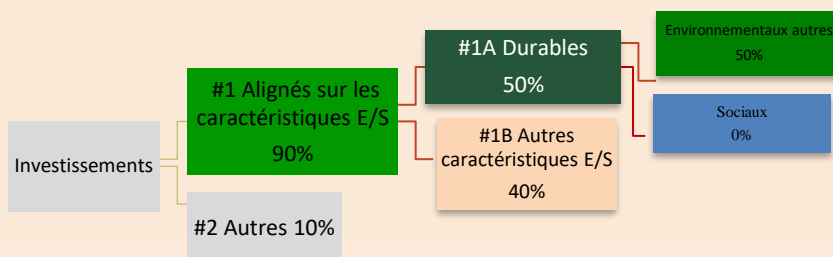 Investissements
#1 Alignés sur les
caractéristiques E/S
90%
#2 Autres 10%
#1A Durables
50%
#1B Autres
caractéristiques E/S
40%
Environnementaux autres
50%
Sociaux
0%